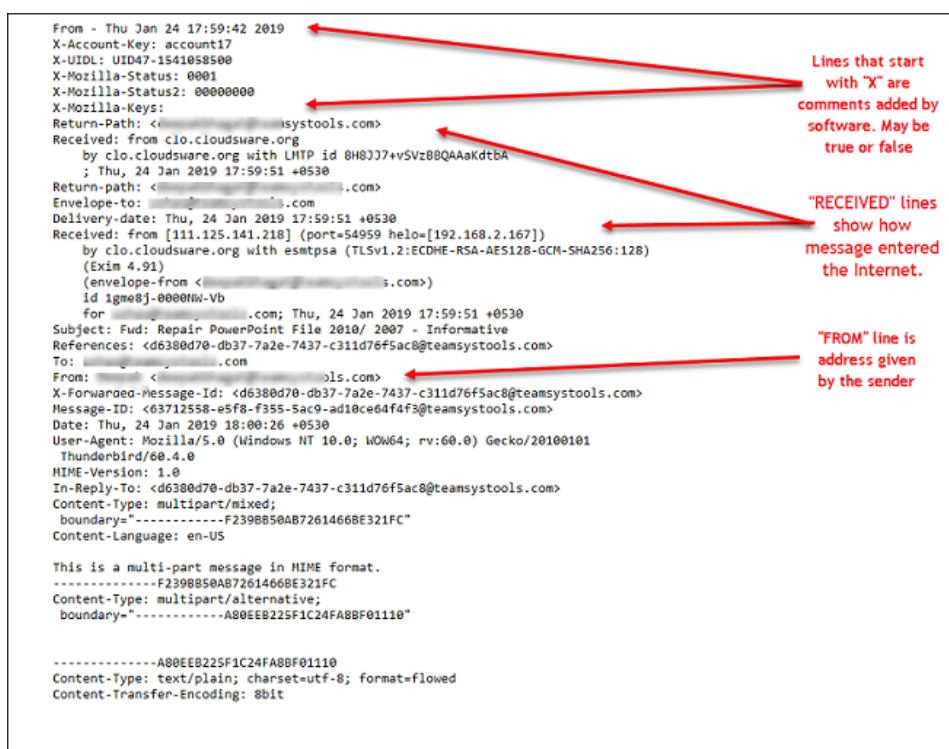 From - Thu Jan 24 17:59:42 2019
X-Account-Key: account17
X-UIDL: UID47-1541058500
X-Mozilla-Status: 0001
X-Mozilla-Status2: 00000000
X-Mozilla-Keys:
Return-Path: < systools.com>
Received: from clo.cloudsware.org
by clo.cloudsware.org with LMTP id 8H8JJ7+vSVzBBQAAaKdtbA
; Thu, 24 Jan 2019 17:59:51 +0530
Return-path: < s.com>
Envelope-to: .com
Delivery-date: Thu, 24 Jan 2019 17:59:51 +0530
Received: from [111.125.141.218] (port=54959 helo=[192.168.2.167])
by clo.cloudsware.org with esmtpsa (TLSv1.2:ECDHE-RSA-AES128-GCM-SHA256:128)
(Exim 4.91)
(envelope-from < s.com>)
id 1gme8j-0000NW-Vb
for .com; Thu, 24 Jan 2019 17:59:51 +0530
Subject: Fwd: Repair PowerPoint File 2010/ 2007 - Informative
References: <d6380d70-db37-7a2e-7437-c311d76f5ac8@teamsystools.com>
To: .com
From: < ols.com>
X-Forwarded-Message-Id: <d6380d70-db37-7a2e-7437-c311d76f5ac8@teamsystools.com>
Message-ID: <63712558-e5f8-f355-5ac9-ad10ce64f4f3@teamsystools.com>
Date: Thu, 24 Jan 2019 18:00:26 +0530
User-Agent: Mozilla/5.0 (Windows NT 10.0; WOW64; rv:60.0) Gecko/20100101
Thunderbird/60.4.0
MIME-Version: 1.0
In-Reply-To: <d6380d70-db37-7a2e-7437-c311d76f5ac8@teamsystools.com>
Content-Type: multipart/mixed;
boundary="------------F239BB50AB7261466BE321FC"
Content-Language: en-US
This is a multi-part message in MIME format.
--------------F239BB50AB7261466BE321FC
Content-Type: multipart/alternative;
boundary="------------A80EEB225F1C24FA8BF01110"
--------------A80EEB225F1C24FA8BF01110
Content-Type: text/plain; charset=utf-8; format=flowed
Content-Transfer-Encoding: 8bit
Lines that start
with "X" are
comments added by
software. May be
true or false
"RECEIVED" lines
show how
message entered
the Internet.
"FROM" line is
address given
by the sender